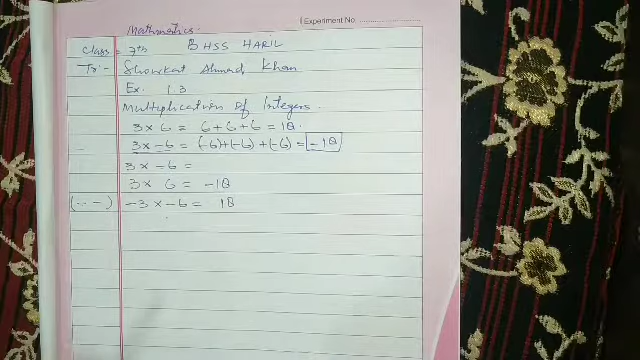 Experiment No.
Mathematics.
Class = 7th BHSS HARIL
Tr:- Showkat Ahmad Khan
Ex. 1.3
Multiplication of Integers.
3 x 6 = 6+6+6 = 18.
3 x -6 = (-6)+(-6)+(-6) = -18
3 x -6 =
3 x 6 = -18
(-- -) -3 x -6 = 18